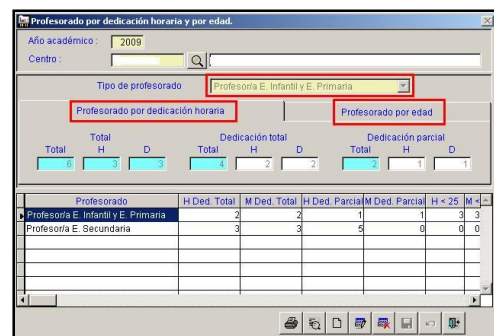 Profesorado por dedicación horaria y por edad.
Año académico : 2009
Centro :
Tipo de profesorado Profesor/a E. Infantil y E. Primaria
Profesorado por dedicación horaria Profesorado por edad
Total Dedicación total Dedicación parcial
Total H D Total H D Total H D
6 3 3 4 2 2 2 1 1
Profesorado H Ded. Total M Ded. Total H Ded. Parcial M Ded. Parcial H < 25 M <
Profesor/a E. Infantil y E. Primaria 2 2 1 1 3 3
Profesor/a E. Secundaria 3 3 5 0 0 0